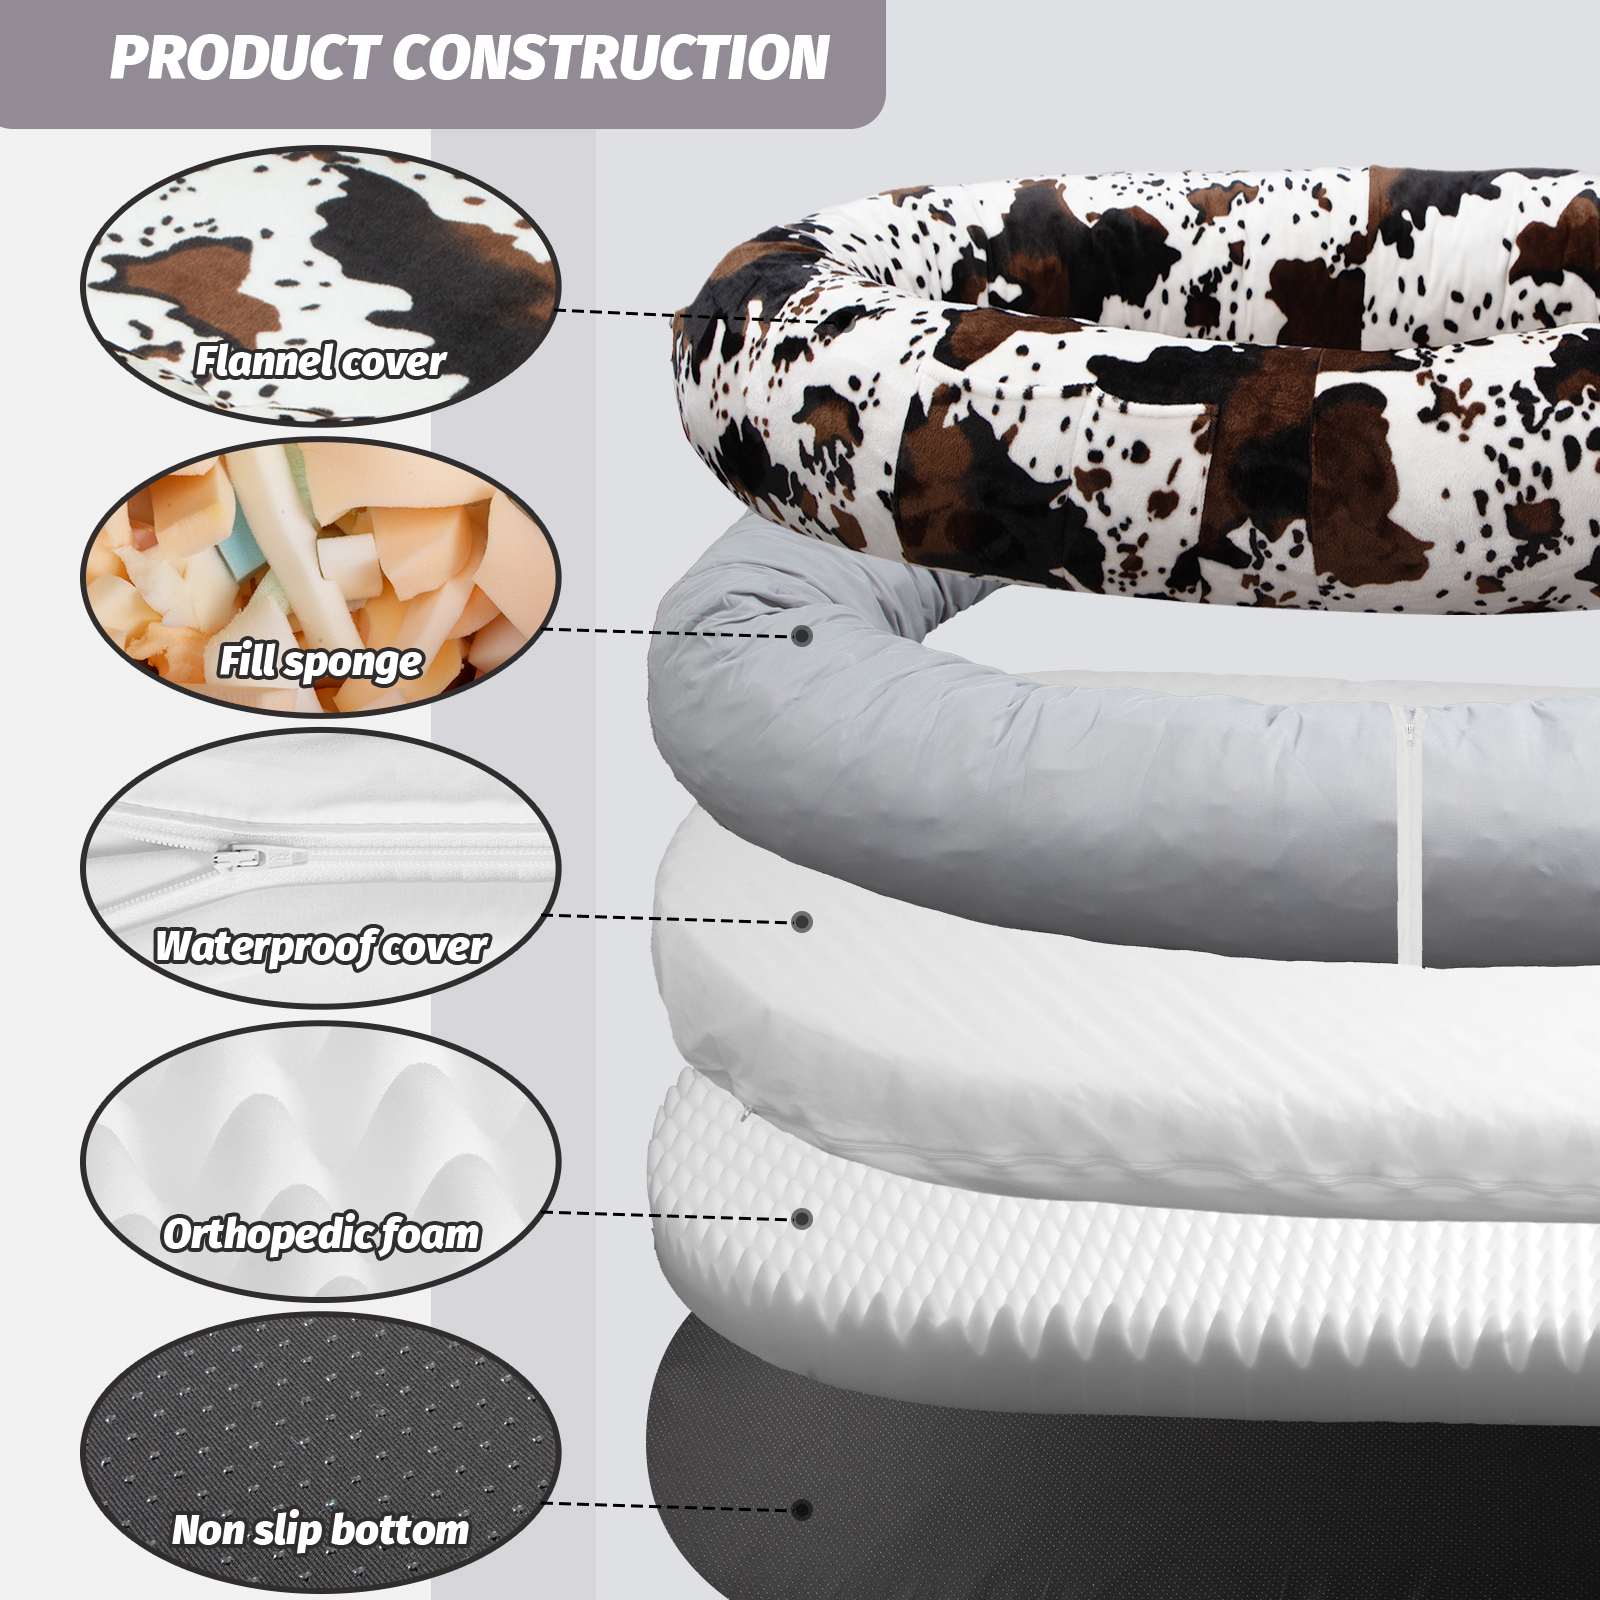 PRODUCT CONSTRUCTION
Flannel cover
Fill sponge
Waterproof cover
Orthopedic foam
Non slip bottom